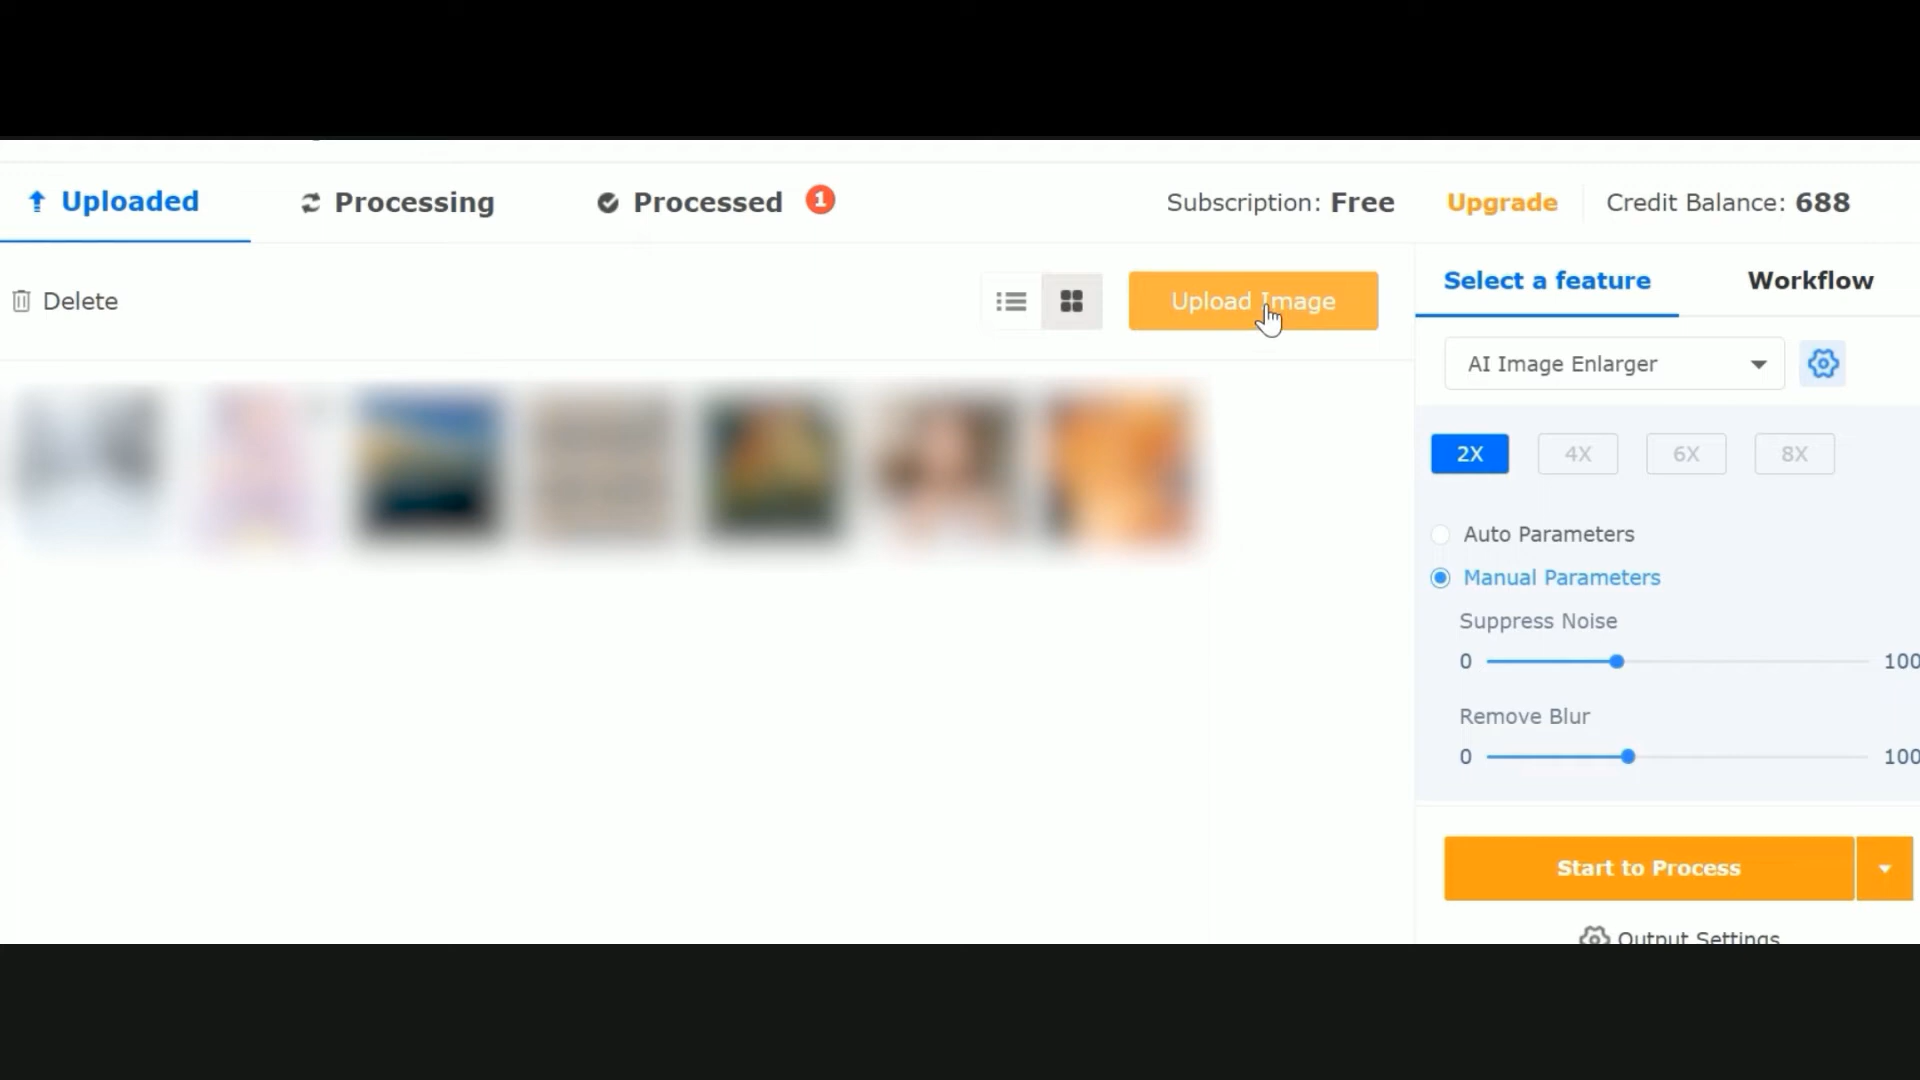 Uploaded
Processing
Processed 1
Subscription: Free
Upgrade
Credit Balance: 688
Delete
Upload Image
Select a feature
Workflow
AI Image Enlarger
2X
4X
6X
8X
Auto Parameters
Manual Parameters
Suppress Noise
0
100
Remove Blur
0
100
Start to Process
Output Settings